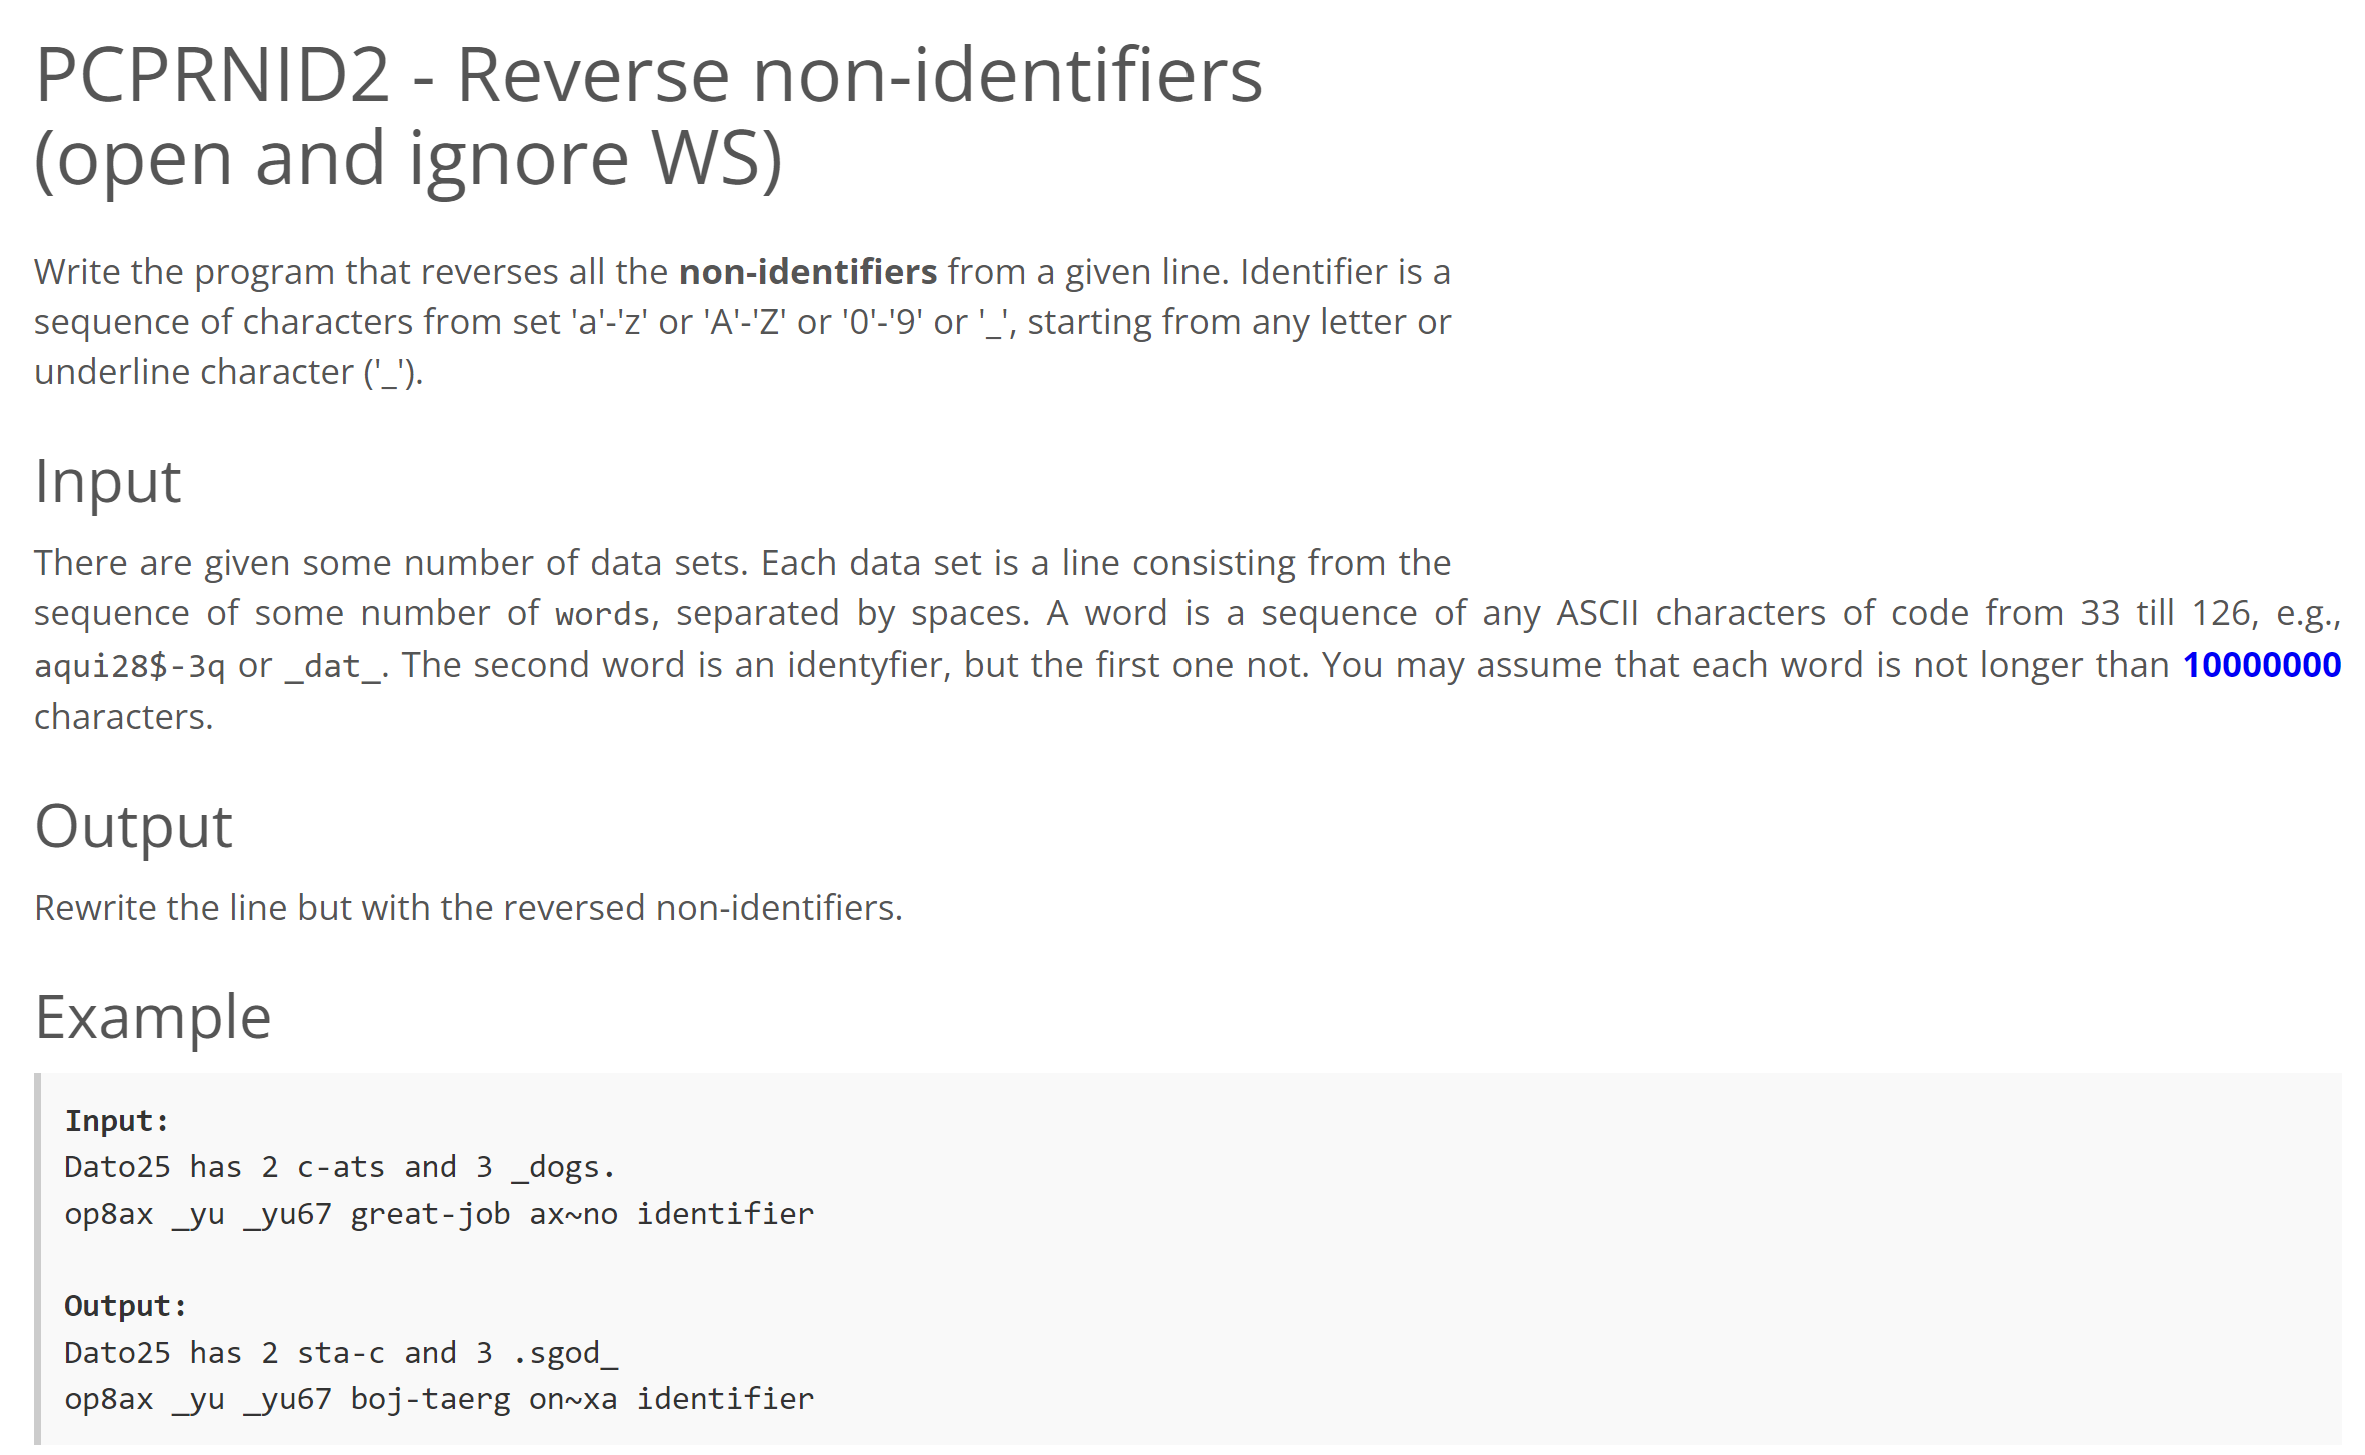 PCPRNID2 - Reverse non-identifiers
(open and ignore WS)
Write the program that reverses all the non-identifiers from a given line. Identifier is a
sequence of characters from set 'a'-'z' or 'A'-'Z' or '0'-'9' or '_', starting from any letter or
underline character ('_').
Input
There are given some number of data sets. Each data set is a line consisting from the
sequence of some number of words, separated by spaces. A word is a sequence of any ASCII characters of code from 33 till 126, e.g.,
aqui28$-3q or _dat_. The second word is an identyfier, but the first one not. You may assume that each word is not longer than 10000000
characters.
Output
Rewrite the line but with the reversed non-identifiers.
Example
Input:
Dato25 has 2 c-ats and 3 _dogs.
op8ax _yu _yu67 great-job ax~no identifier
Output:
Dato25 has 2 sta-c and 3 .sgod_
op8ax _yu _yu67 boj-taerg on~xa identifier